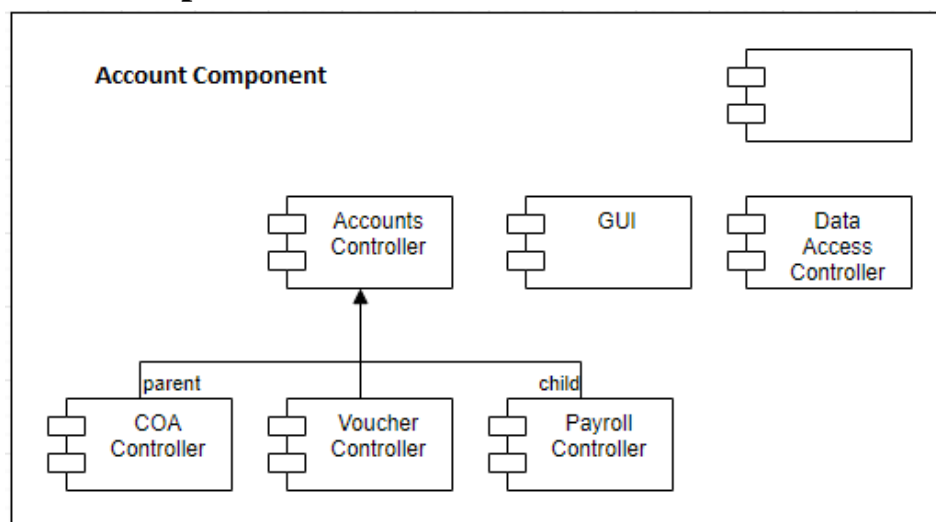 Account Component
Accounts
Controller
GUI
Data
Access
Controller
parent
child
COA
Controller
Voucher
Controller
Payroll
Controller